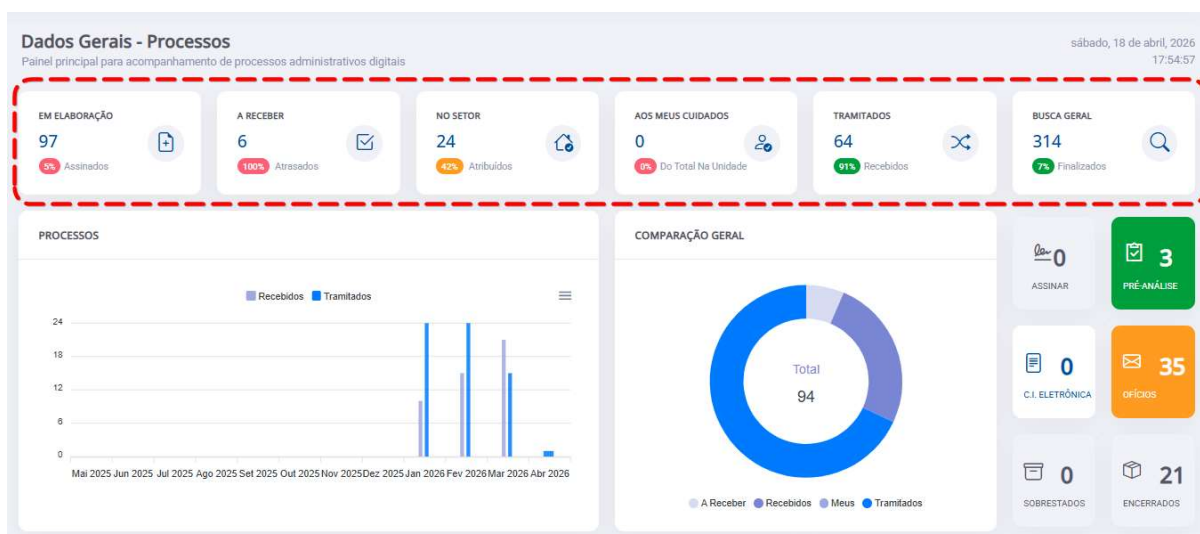 Dados Gerais - Processos
Painel principal para acompanhamento de processos administrativos digitais
sábado, 18 de abril, 2026
17:54:57
EM ELABORAÇÃO
97
5% Assinados
A RECEBER
6
100% Atrasados
NO SETOR
24
42% Atribuídos
AOS MEUS CUIDADOS
0
0% Do Total Na Unidade
TRAMITADOS
64
91% Recebidos
BUSCA GERAL
314
7% Finalizados
PROCESSOS
Recebidos Tramitados
24
18
12
6
0
Mai 2025 Jun 2025 Jul 2025 Ago 2025 Set 2025 Out 2025 Nov 2025 Dez 2025 Jan 2026 Fev 2026 Mar 2026 Abr 2026
COMPARAÇÃO GERAL
Total
94
A Receber Recebidos Meus Tramitados
0
ASSINAR
3
PRÉ-ANÁLISE
0
C.I. ELETRÔNICA
35
OFÍCIOS
0
SOBRESTADOS
21
ENCERRADOS